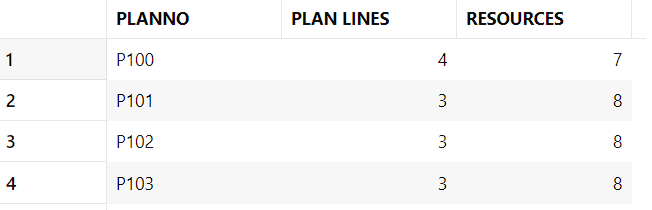 PLANNO PLAN LINES RESOURCES
1 P100 4 7
2 P101 3 8
3 P102 3 8
4 P103 3 8